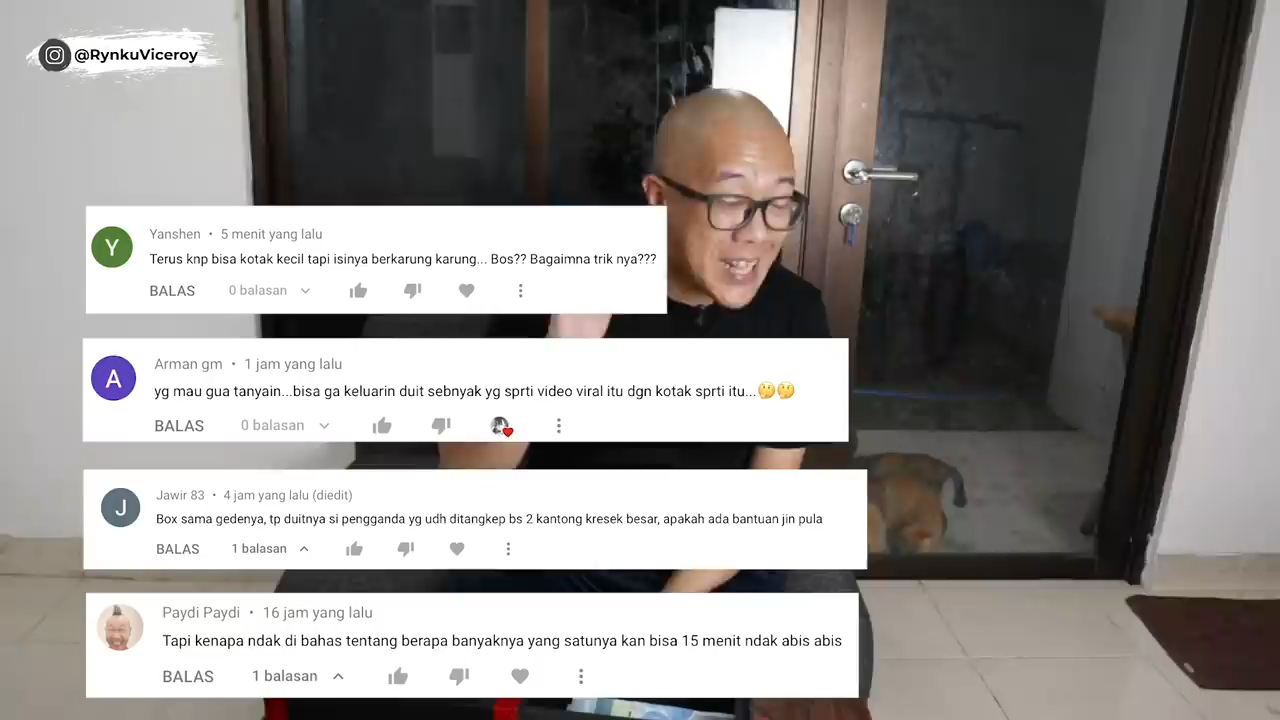 @RynkuViceroy
Y
Yanshen • 5 menit yang lalu
Terus knp bisa kotak kecil tapi isinya berkarung karung... Bos?? Bagaimna trik nya???
BALAS 0 balasan
A
Arman gm • 1 jam yang lalu
yg mau gua tanyain...bisa ga keluarin duit sebnyak yg sprti video viral itu dgn kotak sprti itu...🤔🤔
BALAS 0 balasan
J
Jawir 83 • 4 jam yang lalu (diedit)
Box sama gedenya, tp duitnya si pengganda yg udh ditangkep bs 2 kantong kresek besar, apakah ada bantuan jin pula
BALAS 1 balasan
Paydi Paydi • 16 jam yang lalu
Tapi kenapa ndak di bahas tentang berapa banyaknya yang satunya kan bisa 15 menit ndak abis abis
BALAS 1 balasan